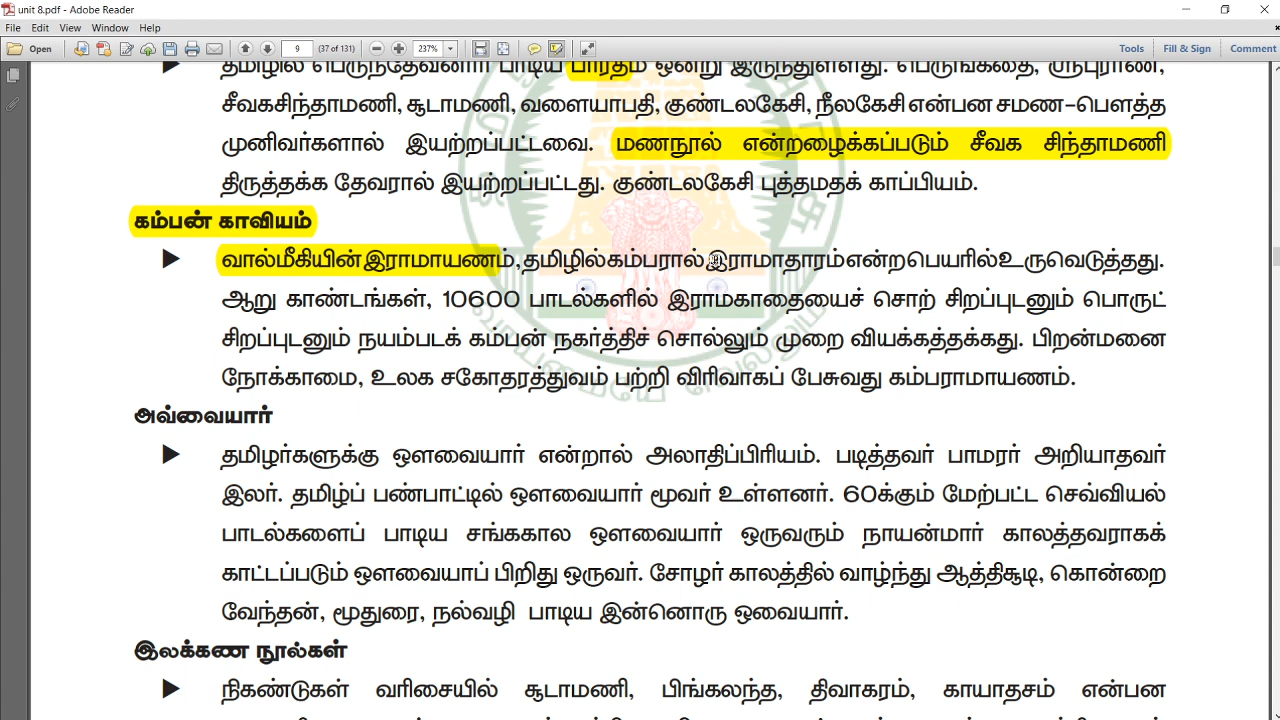 unit 8.pdf - Adobe Reader
File Edit View Window Help
Open 9 (37 of 131) 237% Tools Fill & Sign Comment
தமிழில் பெருந்தேவனார் பாடிய பாரதம் ஒன்று இருந்துள்ளது. பெருங்கதை, ஸ்ரீபுராண,
சீவகசிந்தாமணி, சூடாமணி, வளையாபதி, குண்டலகேசி, நீலகேசி என்பன சமண-பௌத்த
முனிவர்களால் இயற்றப்பட்டவை. மணநூல் என்றழைக்கப்படும் சீவக சிந்தாமணி
திருத்தக்க தேவரால் இயற்றப்பட்டது. குண்டலகேசி புத்தமதக் காப்பியம்.
கம்பன் காவியம்
வால்மீகியின் இராமாயணம், தமிழில் கம்பரால் இராமாதாரம் என்ற பெயரில் உருவெடுத்தது.
ஆறு காண்டங்கள், 10600 பாடல்களில் இராமகாதையைச் சொற் சிறப்புடனும் பொருட்
சிறப்புடனும் நயம்படக் கம்பன் நகர்த்திச் சொல்லும் முறை வியக்கத்தக்கது. பிறன்மனை
நோக்காமை, உலக சகோதரத்துவம் பற்றி விரிவாகப் பேசுவது கம்பராமாயணம்.
அவ்வையார்
தமிழர்களுக்கு ஔவையார் என்றால் அலாதிப்பிரியம். படித்தவர் பாமரர் அறியாதவர்
இலர். தமிழ்ப் பண்பாட்டில் ஔவையார் மூவர் உள்ளனர். 60க்கும் மேற்பட்ட செவ்வியல்
பாடல்களைப் பாடிய சங்ககால ஔவையார் ஒருவரும் நாயன்மார் காலத்தவராகக்
காட்டப்படும் ஔவையாப் பிறிது ஒருவர். சோழர் காலத்தில் வாழ்ந்து ஆத்திசூடி, கொன்றை
வேந்தன், மூதுரை, நல்வழி பாடிய இன்னொரு ஒவையார்.
இலக்கண நூல்கள்
நிகண்டுகள் வரிசையில் சூடாமணி, பிங்கலந்த, திவாகரம், காயாதசம் என்பன